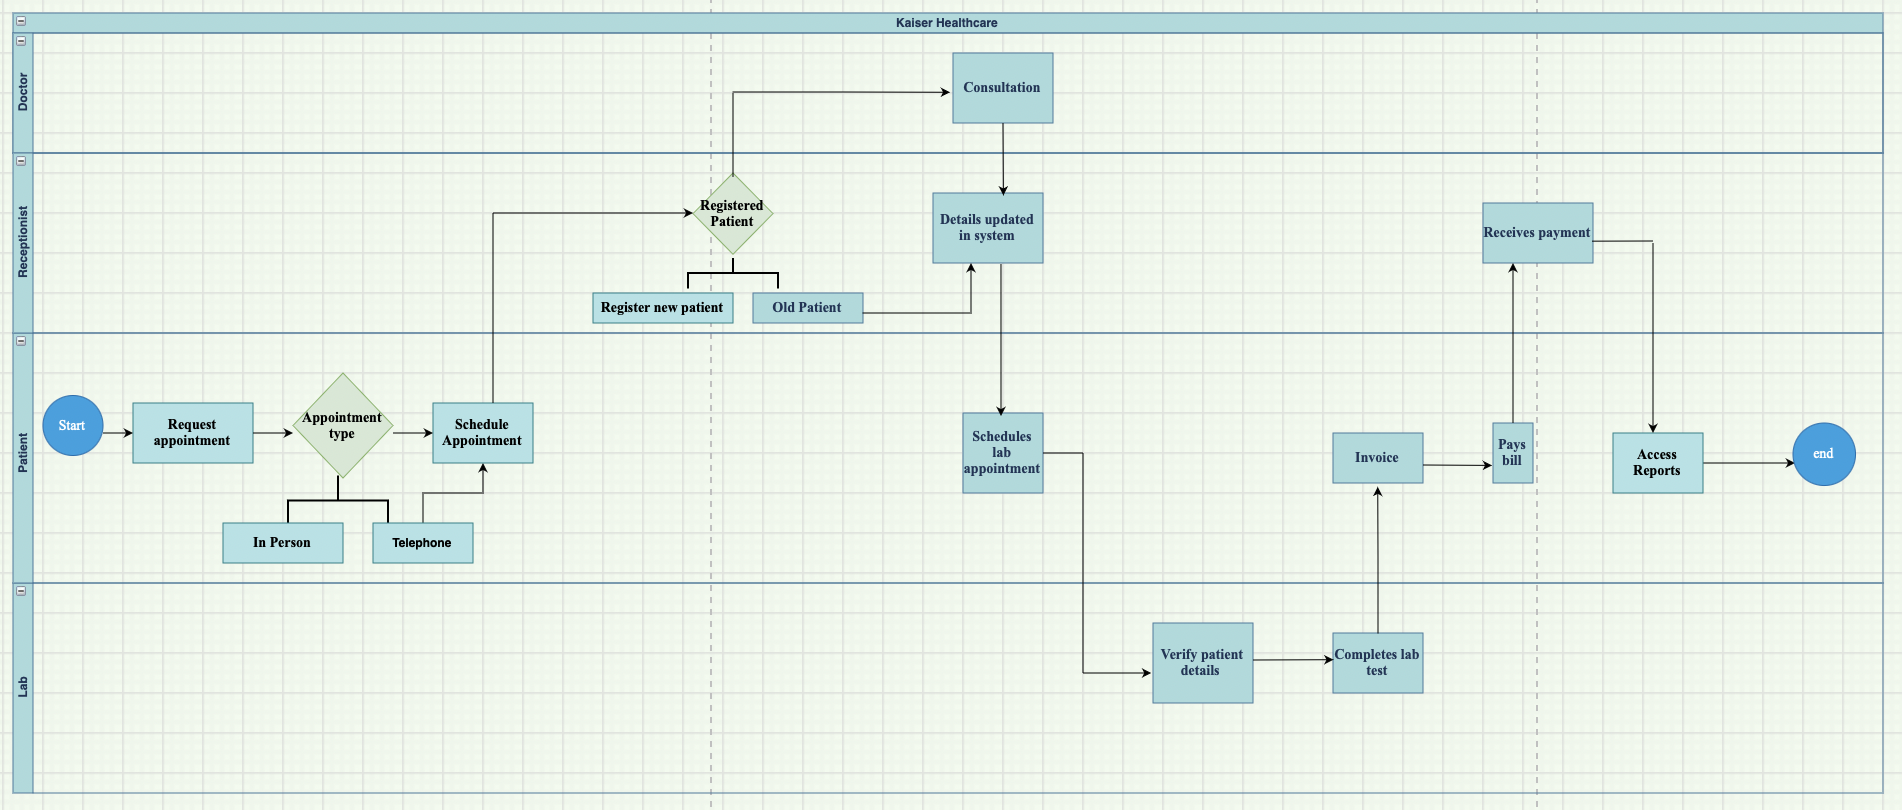 Kaiser Healthcare
Doctor
Consultation
Receptionist
Registered
Patient
Register new patient
Old Patient
Details updated
in system
Receives payment
Patient
Start
Request
appointment
Appointment
type
In Person
Telephone
Schedule
Appointment
Schedules
lab
appointment
Invoice
Pays
bill
Access
Reports
end
Lab
Verify patient
details
Completes lab
test